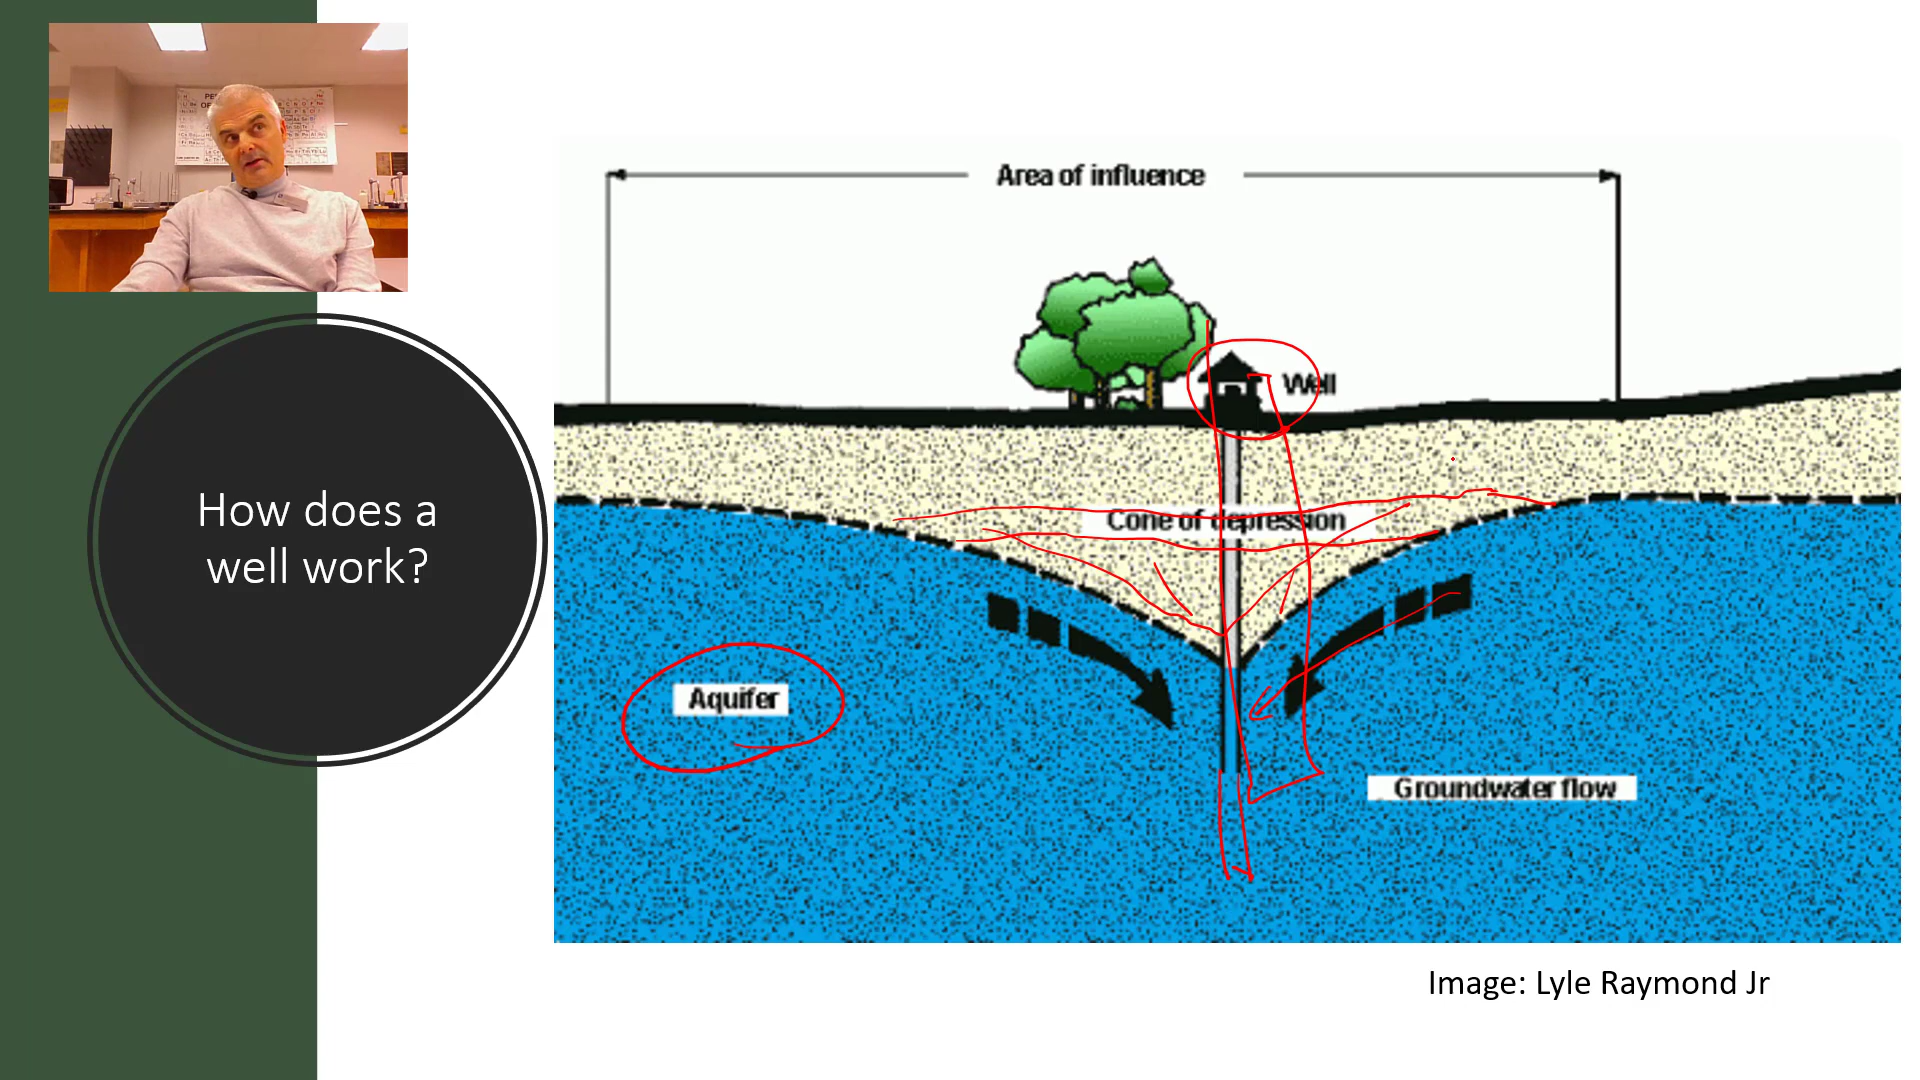 How does a
well work?
Area of influence
Well
Cone of depression
Aquifer
Groundwater flow
Image: Lyle Raymond Jr